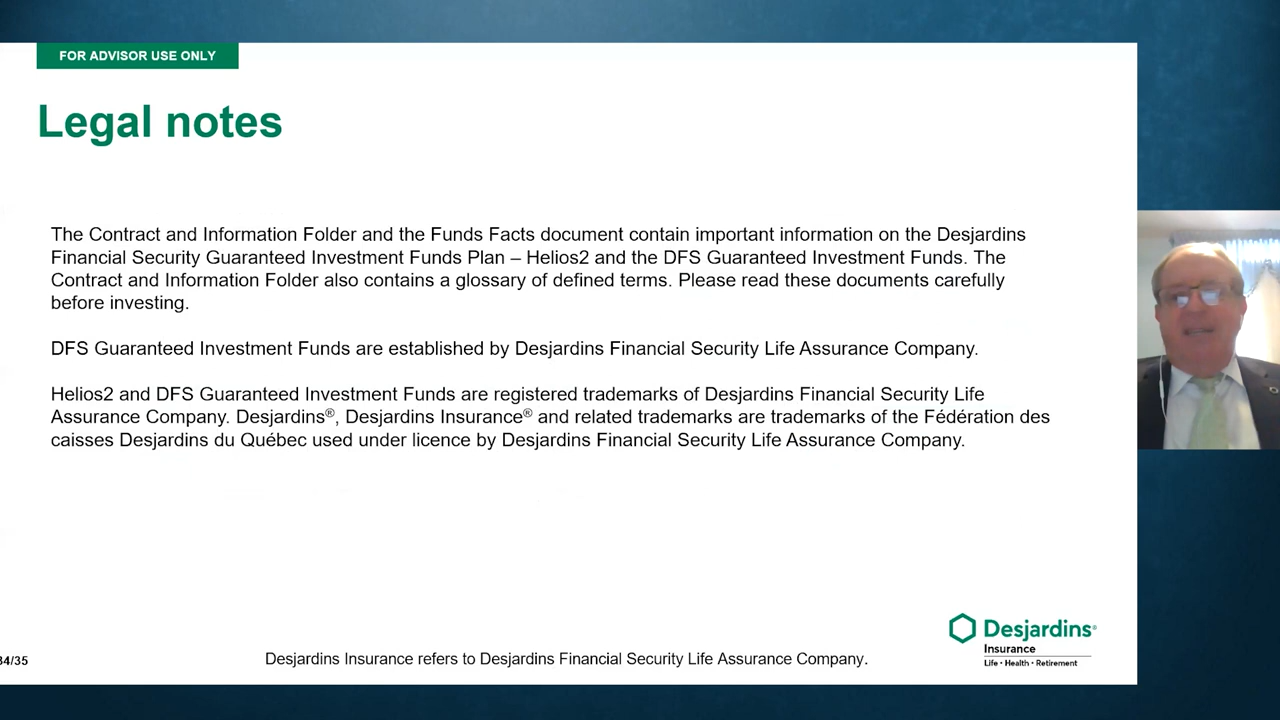 FOR ADVISOR USE ONLY
Legal notes
The Contract and Information Folder and the Funds Facts document contain important information on the Desjardins
Financial Security Guaranteed Investment Funds Plan – Helios2 and the DFS Guaranteed Investment Funds. The
Contract and Information Folder also contains a glossary of defined terms. Please read these documents carefully
before investing.
DFS Guaranteed Investment Funds are established by Desjardins Financial Security Life Assurance Company.
Helios2 and DFS Guaranteed Investment Funds are registered trademarks of Desjardins Financial Security Life
Assurance Company. Desjardins®, Desjardins Insurance® and related trademarks are trademarks of the Fédération des
caisses Desjardins du Québec used under licence by Desjardins Financial Security Life Assurance Company.
Desjardins®
Insurance
Life • Health • Retirement
34/35
Desjardins Insurance refers to Desjardins Financial Security Life Assurance Company.